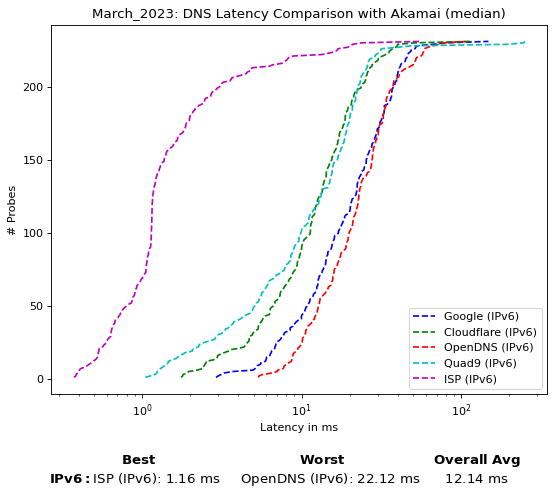 March_2023: DNS Latency Comparison with Akamai (median)
# Probes
200
150
100
50
0
10⁰
10¹
10²
Latency in ms
Google (IPv6)
Cloudflare (IPv6)
OpenDNS (IPv6)
Quad9 (IPv6)
ISP (IPv6)
Best Worst Overall Avg
IPv6: ISP (IPv6): 1.16 ms OpenDNS (IPv6): 22.12 ms 12.14 ms